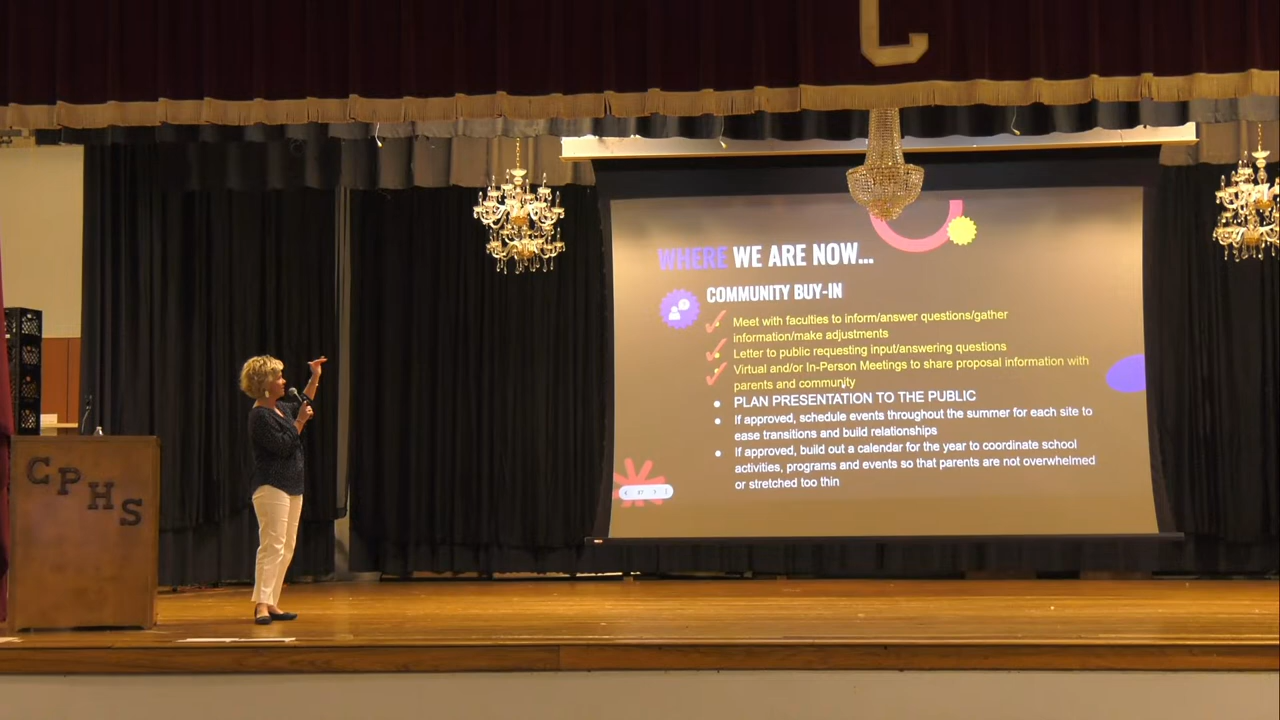 C
WHERE WE ARE NOW...
COMMUNITY BUY-IN
Meet with faculties to inform/answer questions/gather
information/make adjustments
Letter to public requesting input/answering questions
Virtual and/or In-Person Meetings to share proposal information with
parents and community
PLAN PRESENTATION TO THE PUBLIC
If approved, schedule events throughout the summer for each site to
ease transitions and build relationships
If approved, build out a calendar for the year to coordinate school
activities, programs and events so that parents are not overwhelmed
or stretched too thin
CPHS